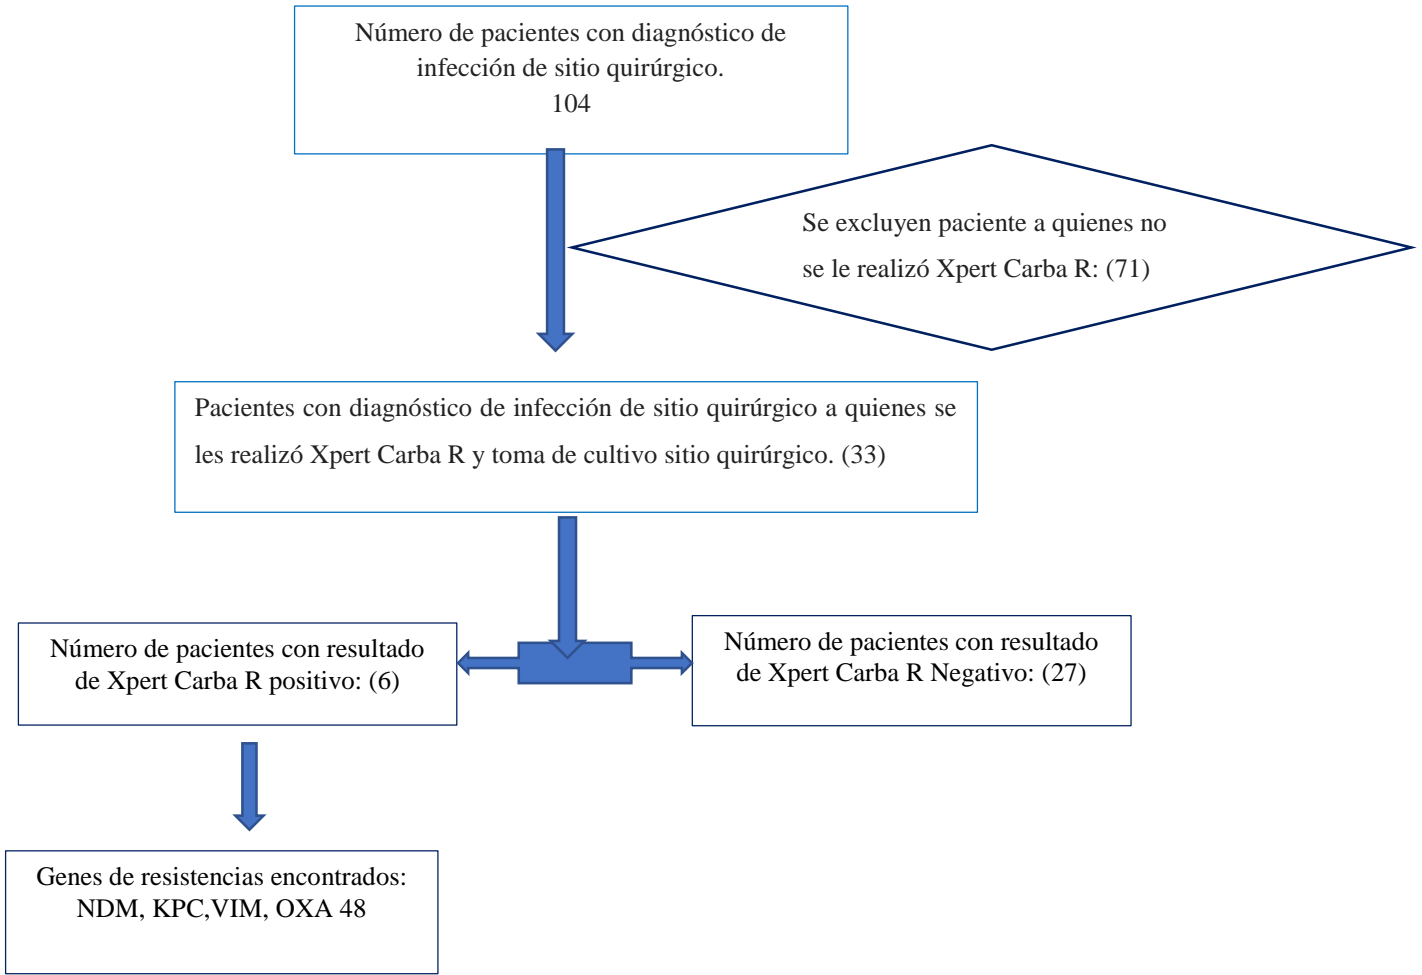 Número de pacientes con diagnóstico de
infección de sitio quirúrgico.
104
Se excluyen paciente a quienes no
se le realizó Xpert Carba R: (71)
Pacientes con diagnóstico de infección de sitio quirúrgico a quienes se
les realizó Xpert Carba R y toma de cultivo sitio quirúrgico. (33)
Número de pacientes con resultado
de Xpert Carba R positivo: (6)
Número de pacientes con resultado
de Xpert Carba R Negativo: (27)
Genes de resistencias encontrados:
NDM, KPC,VIM, OXA 48